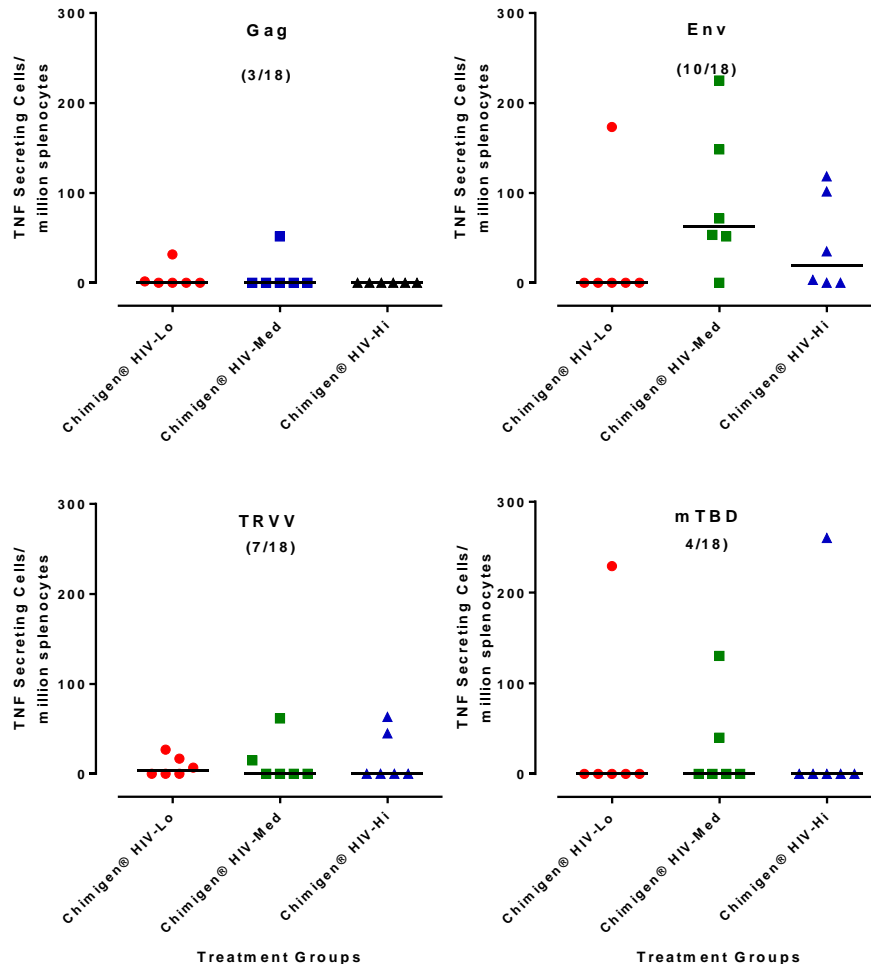 Gag
(3/18)
TNF Secreting Cells/
million splenocytes
300
200
100
0
Chimigen® HIV-Lo
Chimigen® HIV-Med
Chimigen® HIV-Hi
Env
(10/18)
TNF Secreting Cells/
million splenocytes
300
200
100
0
Chimigen® HIV-Lo
Chimigen® HIV-Med
Chimigen® HIV-Hi
TRVV
(7/18)
TNF Secreting Cells/
million splenocytes
300
200
100
0
Chimigen® HIV-Lo
Chimigen® HIV-Med
Chimigen® HIV-Hi
Treatment Groups
mTBD
4/18)
TNF Secreting Cells/
million splenocytes
300
200
100
0
Chimigen® HIV-Lo
Chimigen® HIV-Med
Chimigen® HIV-Hi
Treatment Groups